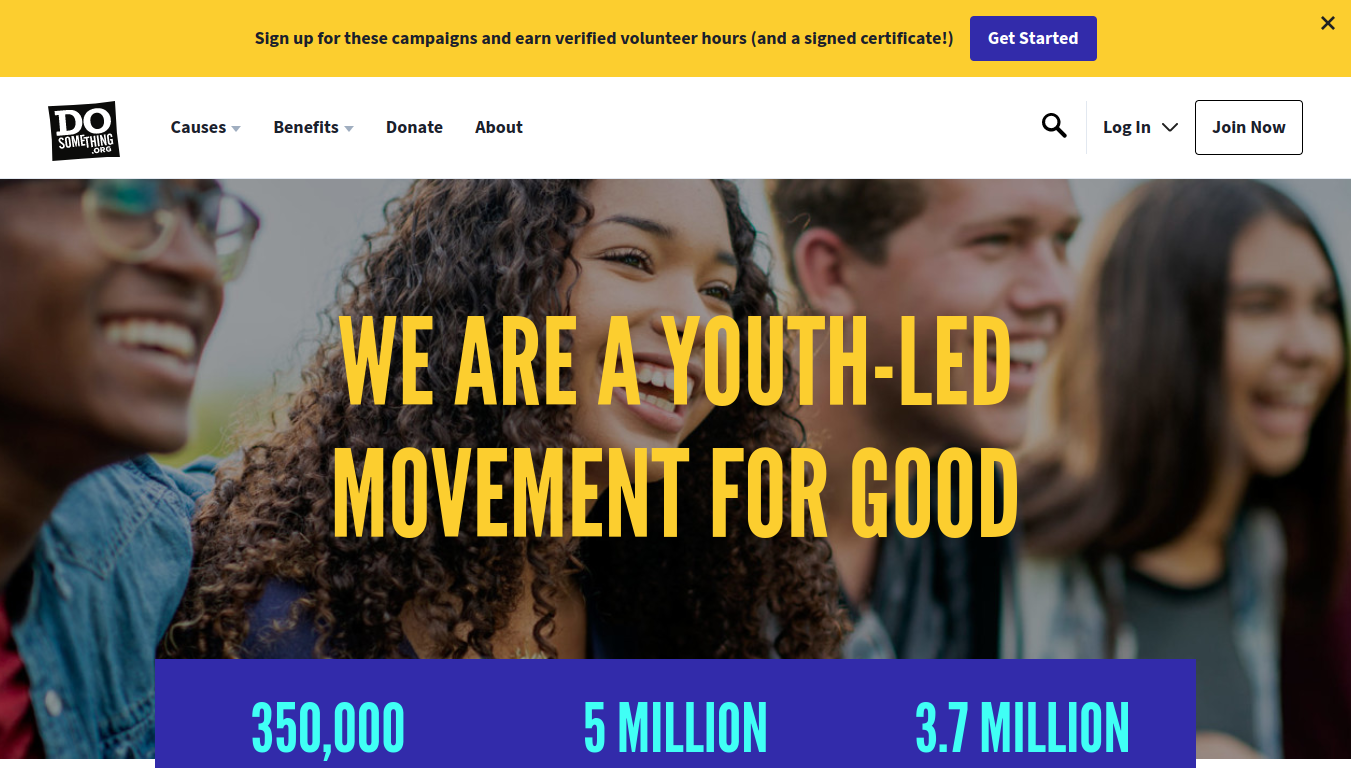 Sign up for these campaigns and earn verified volunteer hours (and a signed certificate!)
Get Started
DO
SOMETHING
.ORG
Causes
Benefits
Donate
About
Log In
Join Now
WE ARE A YOUTH-LED
MOVEMENT FOR GOOD
350,000
5 MILLION
3.7 MILLION